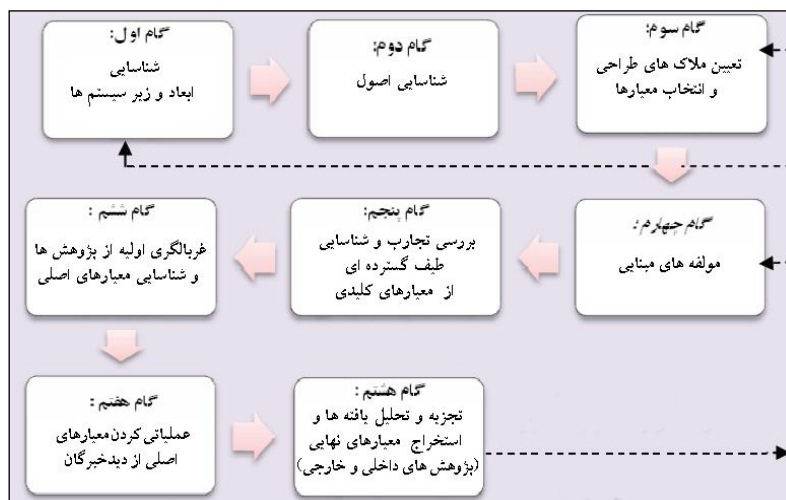 گام اول:
شناسایی
ابعاد و زیر سیستم ها
گام دوم:
شناسایی اصول
گام سوم:
تعیین ملاک های طراحی
و انتخاب معیارها
گام چهارم:
مولفه های مبنایی
گام پنجم:
بررسی تجارب و شناسایی
طیف گسترده ای
از معیارهای کلیدی
گام ششم :
غربالگری اولیه از پژوهش ها
و شناسایی معیارهای اصلی
گام هفتم :
عملیاتی کردن معیارهای
اصلی از دیدخبرگان
گام هشتم :
تجزیه و تحلیل یافته ها و
استخراج معیارهای نهایی
(پژوهش های داخلی و خارجی)